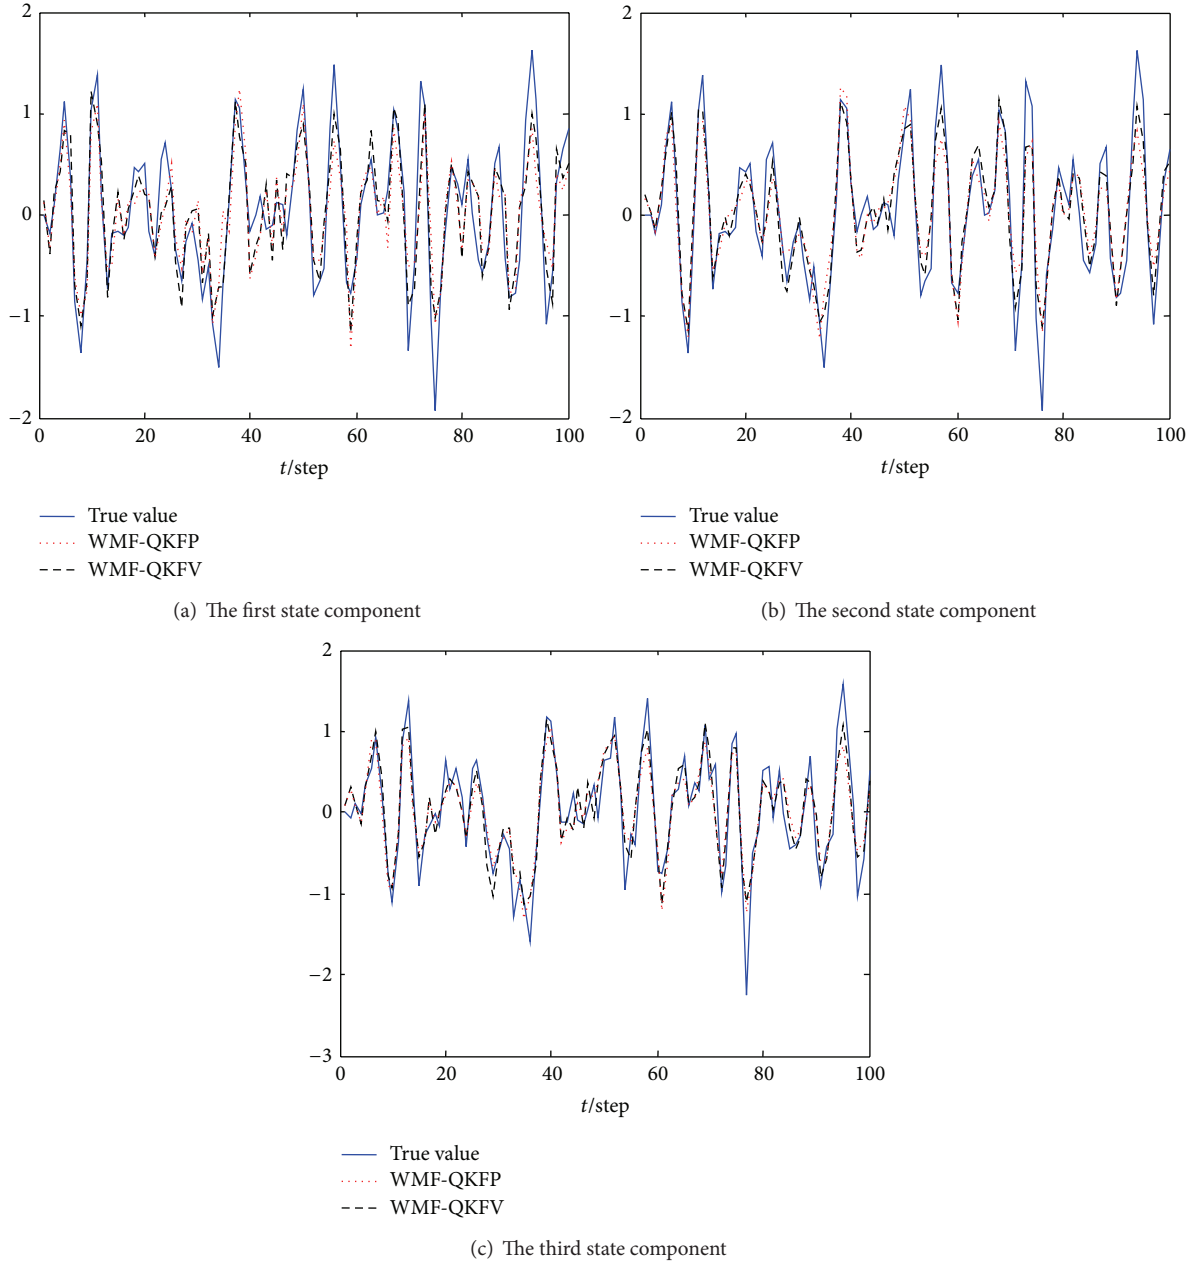 2
1
0
−1
−2
0 20 40 60 80 100
t/step
True value
WMF-QKFP
WMF-QKFV
(a) The first state component
2
1
0
−1
−2
0 20 40 60 80 100
t/step
True value
WMF-QKFP
WMF-QKFV
(b) The second state component
2
1
0
−1
−2
−3
0 20 40 60 80 100
t/step
True value
WMF-QKFP
WMF-QKFV
(c) The third state component